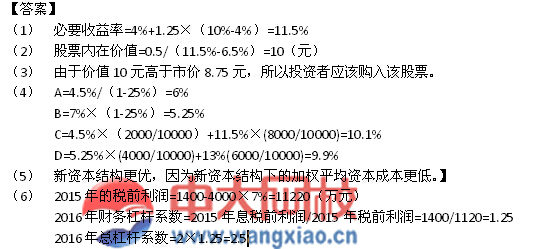 【答案】
（1） 必要收益率=4%+1.25×（10%-4%）=11.5%
（2） 股票内在价值=0.5/（11.5%-6.5%）=10（元）
（3） 由于价值 10 元高于市价 8.75 元，所以投资者应该购入该股票。
（4） A=4.5%/（1-25%）=6%
B=7%×（1-25%）=5.25%
C=4.5%×（2000/10000）+11.5%×(8000/10000)=10.1%
D=5.25%×(4000/10000)+13%(6000/10000)=9.9%
（5） 新资本结构更优，因为新资本结构下的加权平均资本成本更低。】
（6） 2015 年的税前利润=1400-4000×7%=11220（万元）
2016 年财务杠杆系数=2015 年息税前利润/2015 年税前利润=1400/1120=1.25
2016 年总杠杆系数=2×1.25=2.5
www.wangxiao.cn